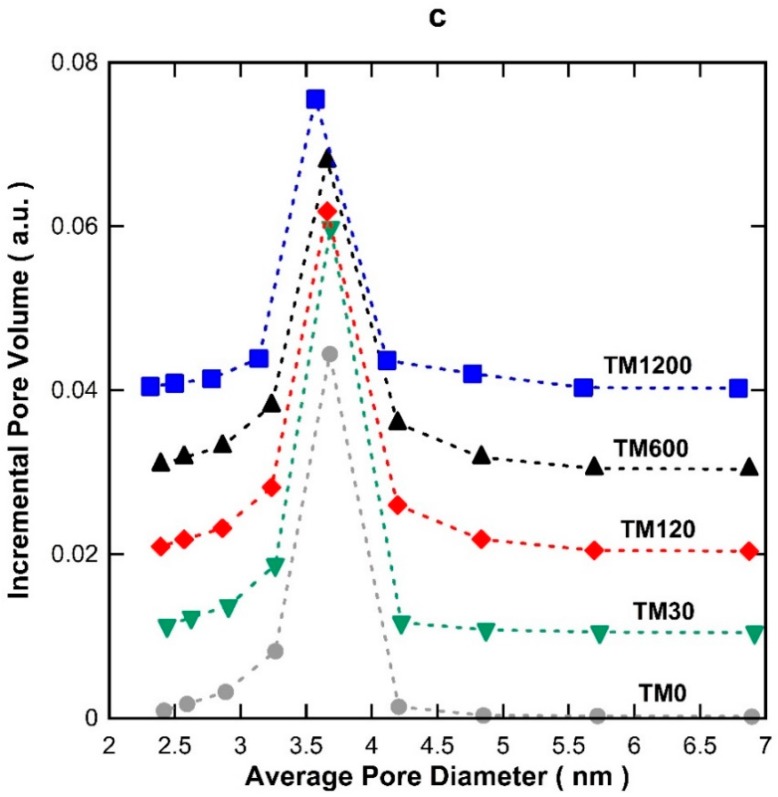 c
Incremental Pore Volume ( a.u. )
0.08
0.06
0.04
0.02
0
TM1200
TM600
TM120
TM30
TM0
2 2.5 3 3.5 4 4.5 5 5.5 6 6.5 7
Average Pore Diameter ( nm )